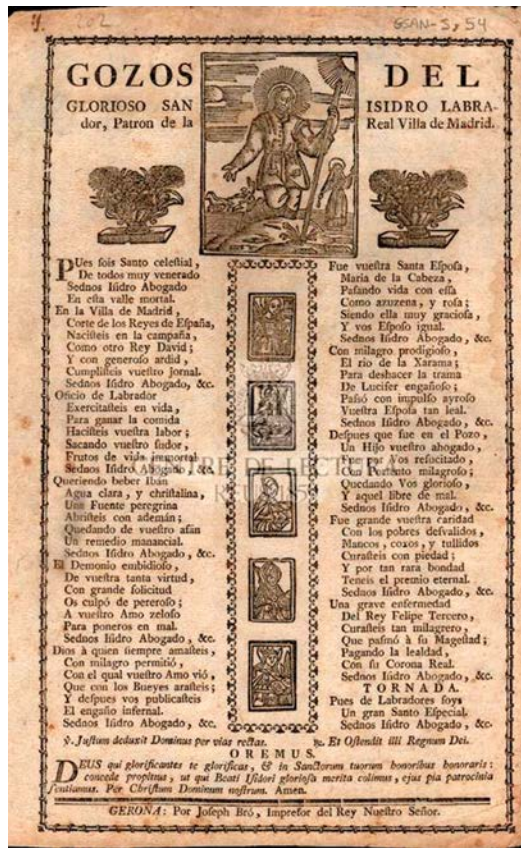 202
GSAN-S, 54
GOZOS DEL
GLORIOSO SAN ISIDRO LABRA-
dor, Patron de la Real Villa de Madrid.
PUes sois Santo celestial,
De todos muy venerado
Sednos Isidro Abogado
En esta valle mortal.
En la Villa de Madrid,
Corte de los Reyes de España,
Nacisteis en la campaña,
Como otro Rey David;
Y con generoso ardid,
Cumplisteis vuestro jornal.
Sednos Isidro Abogado, &c.
Oficio de Labrador
Exercitasteis en vida,
Para ganar la comida
Hacisteis vuestra labor;
Sacando vuestro sudor,
Frutos de vida immortal
Sednos Isidro Abogado, &c.
Queriendo beber Iban
Agua clara, y christalina,
Una Fuente peregrina
Abristeis con ademán;
Quedando de vuestro afán
Un remedio manancial.
Sednos Isidro Abogado, &c.
El Demonio embidioso,
De vuestra tanta virtud,
Con grande solicitud
Os culpó de pereroso;
A vuestro Amo zeloso
Para poneros en mal.
Sednos Isidro Abogado, &c.
Dios à quien siempre amasteis,
Con milagro permitió,
Con el qual vuestro Amo vió,
Que con los Bueyes arasteis;
Y despues vos publicasteis
El engaño infernal.
Sednos Isidro Abogado, &c.
Fue vuestra Santa Esposa,
Maria de la Cabeza,
Pasando vida con essa
Como azuzena, y rosa;
Siendo ella muy graciosa,
Y vos Esposo igual.
Sednos Isidro Abogado, &c.
Con milagro prodigioso,
El rio de la Xarama;
Para deshacer la trama
De Lucifer engañoso;
Pasó con impulso ayroso
Vuestra Esposa tan leal.
Sednos Isidro Abogado, &c.
Despues que fue en el Pozo,
Un Hijo vuestro ahogado,
Fue por Vos resucitado,
Con Portento milagroso;
Quedando Vos glorioso,
Y aquel libre de mal.
Sednos Isidro Abogado, &c.
Fue grande vuestra caridad
Con los pobres desvalidos,
Mancos, coxos, y tullidos
Curasteis con piedad;
Y por tan rara bondad
Teneis el premio eternal.
Sednos Isidro Abogado, &c.
Una grave enfermedad
Del Rey Felipe Tercero,
Curasteis tan milagrero,
Que pasmó à su Magestad;
Pagando la lealdad,
Con su Corona Real.
Sednos Isidro Abogado, &c.
TORNADA.
Pues de Labradores soys
Un gran Santo Especial.
Sednos Isidro Abogado, &c.
℣. Justum deduxit Dominus per vias rectas. ℟. Et Ostendit illi Regnum Dei.
OREMUS.
DEUS qui glorificantes te glorificas, & in Sanctorum tuorum honoribus honoraris:
concede propitius, ut qui Beati Isidori gloriosa merita colimus, ejus pia patrocinia
sentiamus. Per Christum Dominum nostrum. Amen.
GERONA: Por Joseph Bró, Impresor del Rey Nuestro Señor.